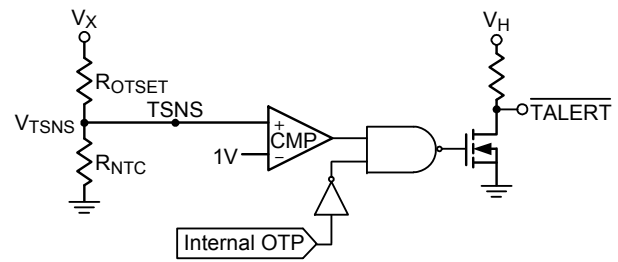 V_X
V_H
R_OTSET
TSNS
TALERT
V_TSNS
+
CMP
1V
−
R_NTC
Internal OTP